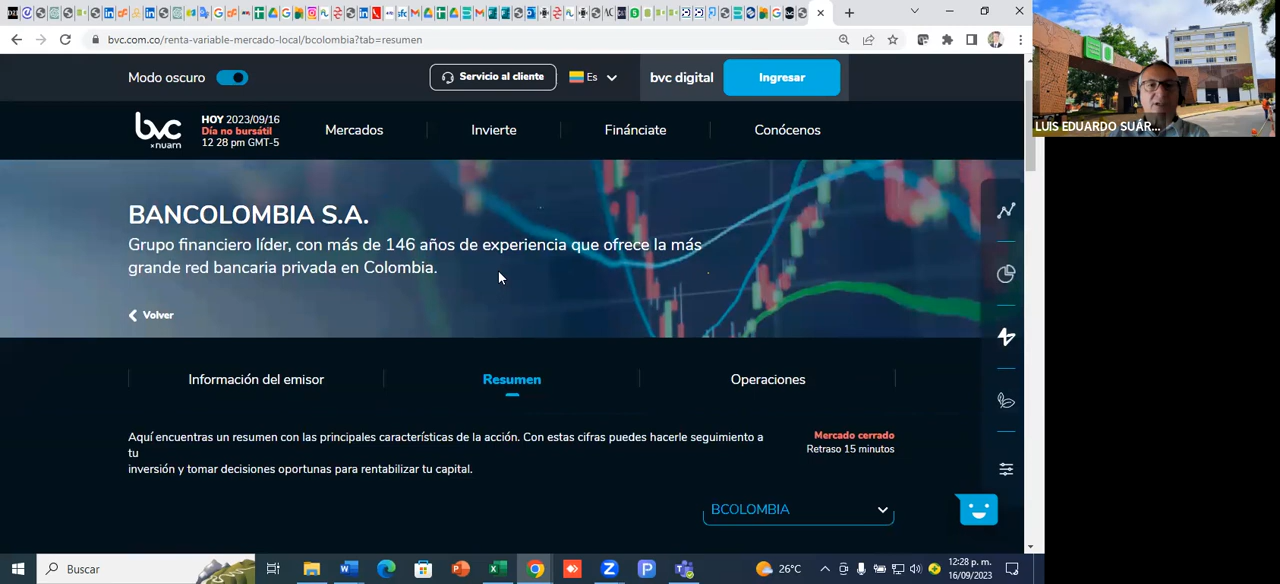 bvc.com.co/renta-variable-mercado-local/bcolombia?tab=resumen
Modo oscuro
Servicio al cliente
Es
bvc digital
Ingresar
bvc
xnuam
HOY 2023/09/16
Día no bursátil
12 28 pm GMT-5
Mercados
Invierte
Fináncíate
Conócenos
BANCOLOMBIA S.A.
Grupo financiero líder, con más de 146 años de experiencia que ofrece la más
grande red bancaria privada en Colombia.
Volver
Información del emisor
Resumen
Operaciones
Aquí encuentras un resumen con las principales características de la acción. Con estas cifras puedes hacerle seguimiento a
tu
inversión y tomar decisiones oportunas para rentabilizar tu capital.
Mercado cerrado
Retraso 15 minutos
BCOLOMBIA
LUIS EDUARDO SUÁR...
Buscar
26°C
12:28 p. m.
16/09/2023